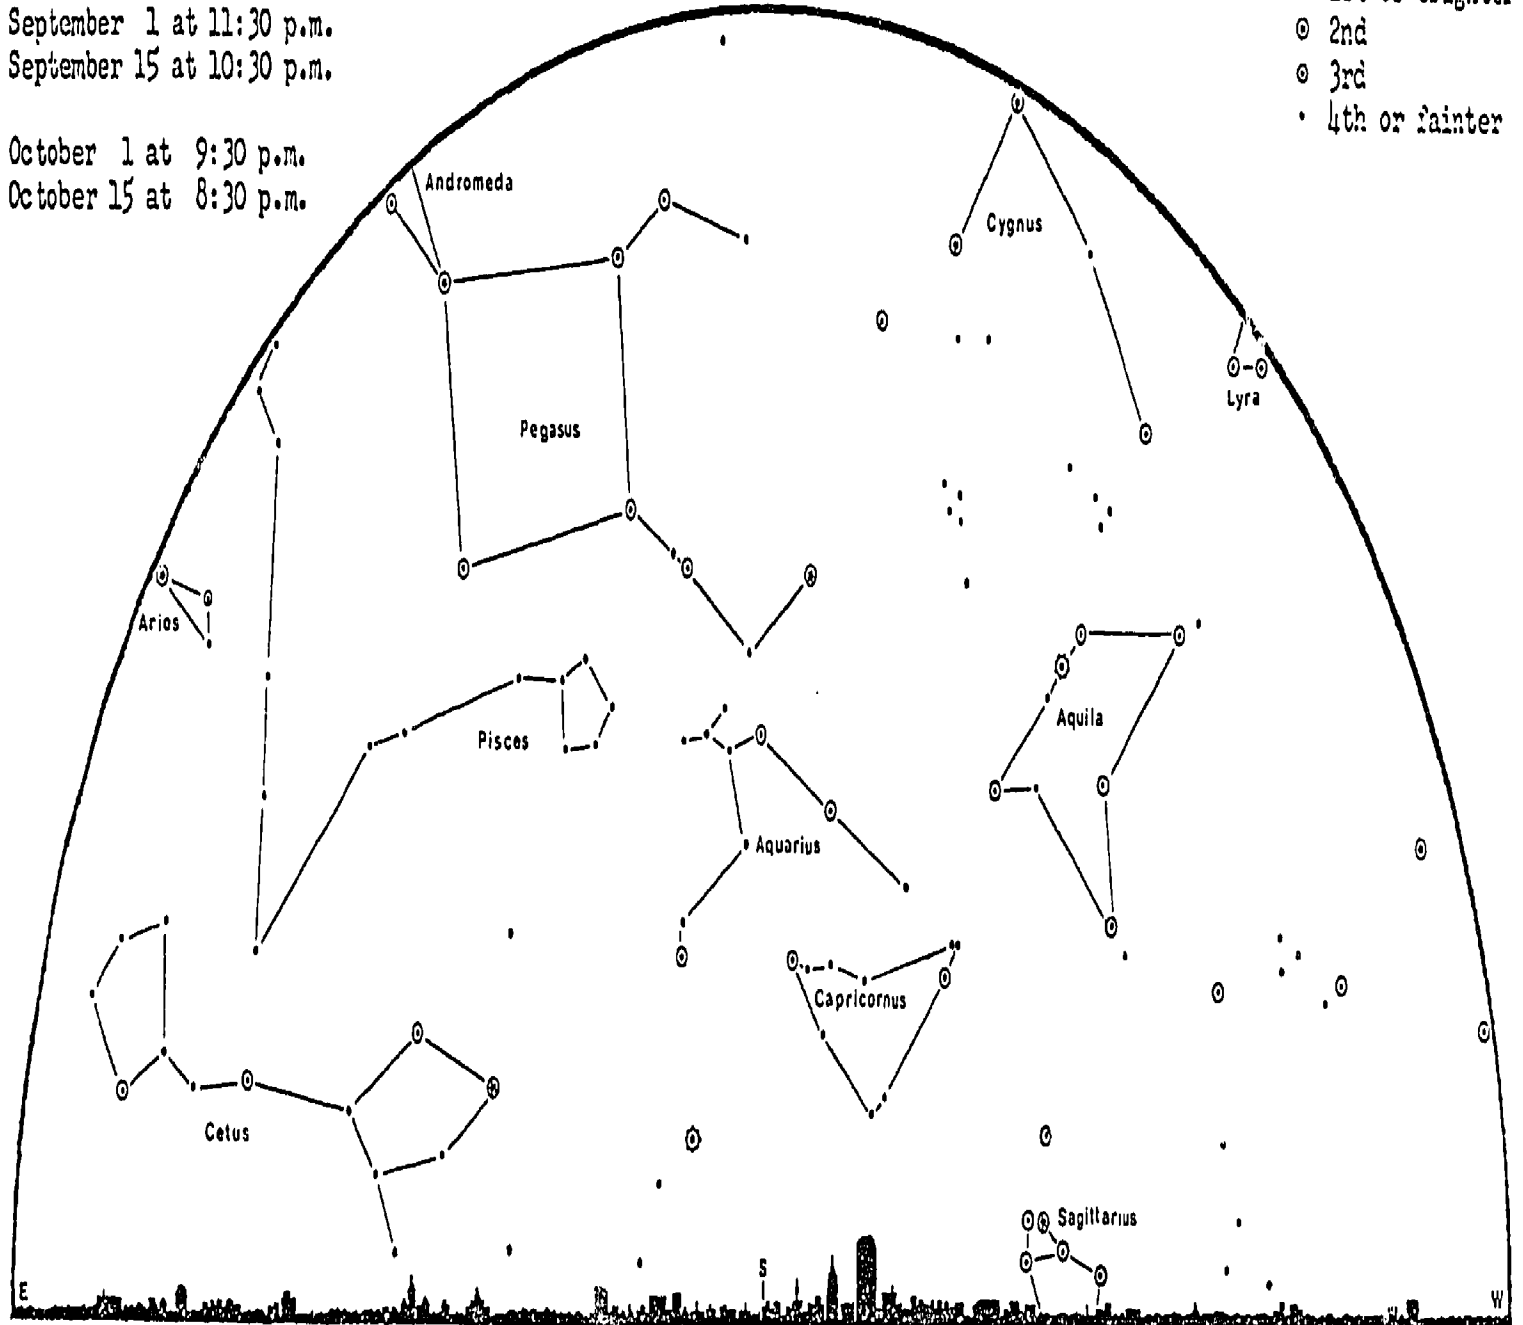 September 1 at 11:30 p.m.
September 15 at 10:30 p.m.
October 1 at 9:30 p.m.
October 15 at 8:30 p.m.
2nd
3rd
4th or fainter
Andromeda
Cygnus
Lyra
Pegasus
Aries
Pisces
Aquila
Aquarius
Capricornus
Cetus
Sagittarius
E
S
W